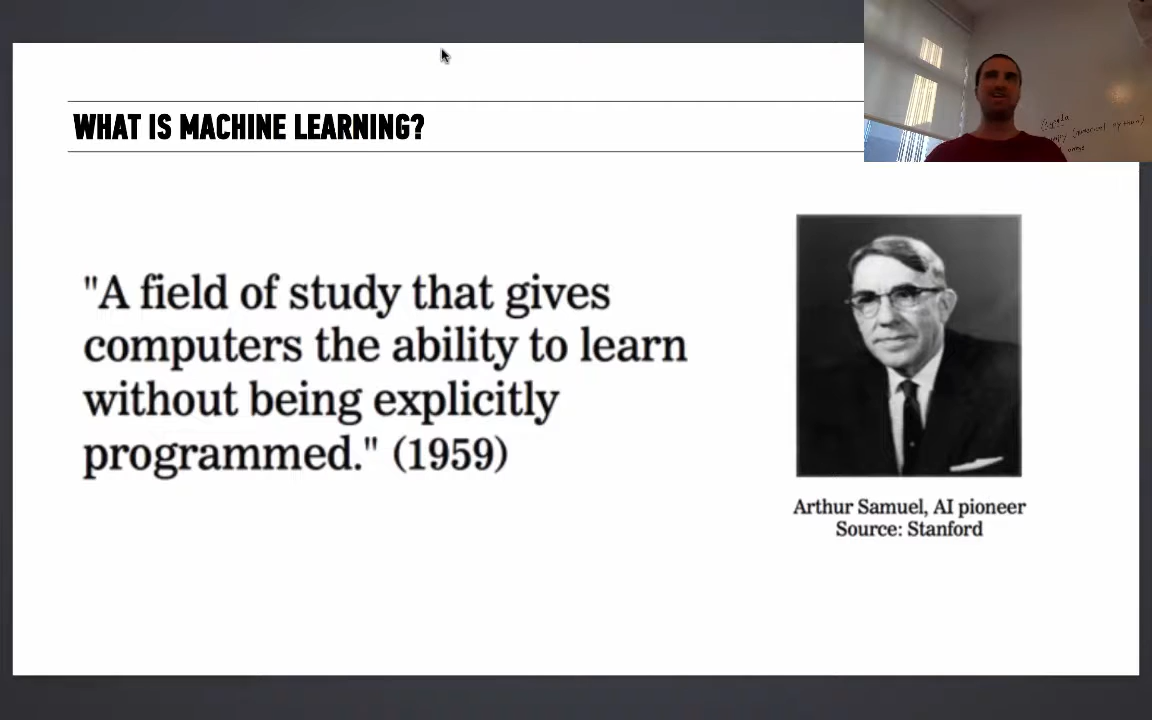 WHAT IS MACHINE LEARNING?
"A field of study that gives
computers the ability to learn
without being explicitly
programmed." (1959)
Arthur Samuel, AI pioneer
Source: Stanford